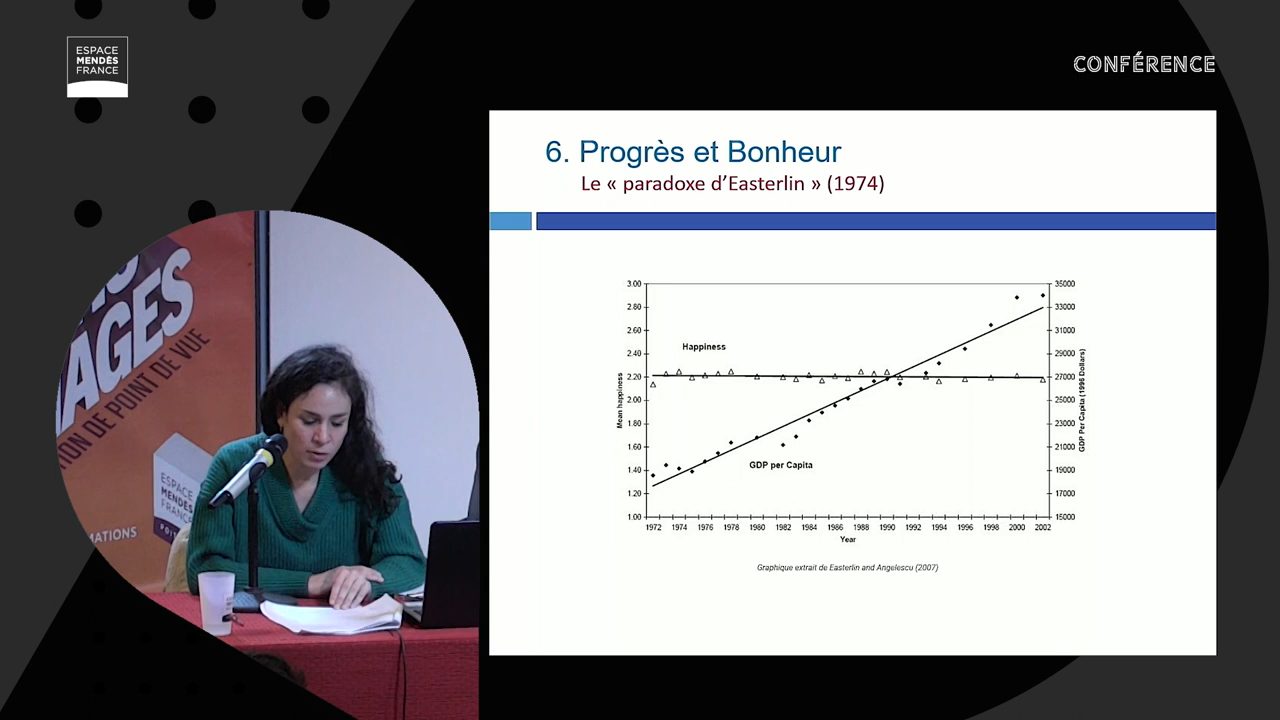 ESPACE
MENDÈS
FRANCE
CONFÉRENCE
6. Progrès et Bonheur
Le « paradoxe d’Easterlin » (1974)
3.00
2.80
2.60
2.40
2.20
2.00
1.80
1.60
1.40
1.20
1.00
Mean happiness
Happiness
GDP per Capita
35000
33000
31000
29000
27000
25000
23000
21000
19000
17000
15000
GDP Per Capita (1996 Dollars)
1972 1974 1976 1978 1980 1982 1984 1986 1988 1990 1992 1994 1996 1998 2000 2002
Year
Graphique extrait de Easterlin and Angelescu (2007)
AGES
ION DE POINT DE VUE
ESPACE
MENDÈS
FRANCE
MATIONS